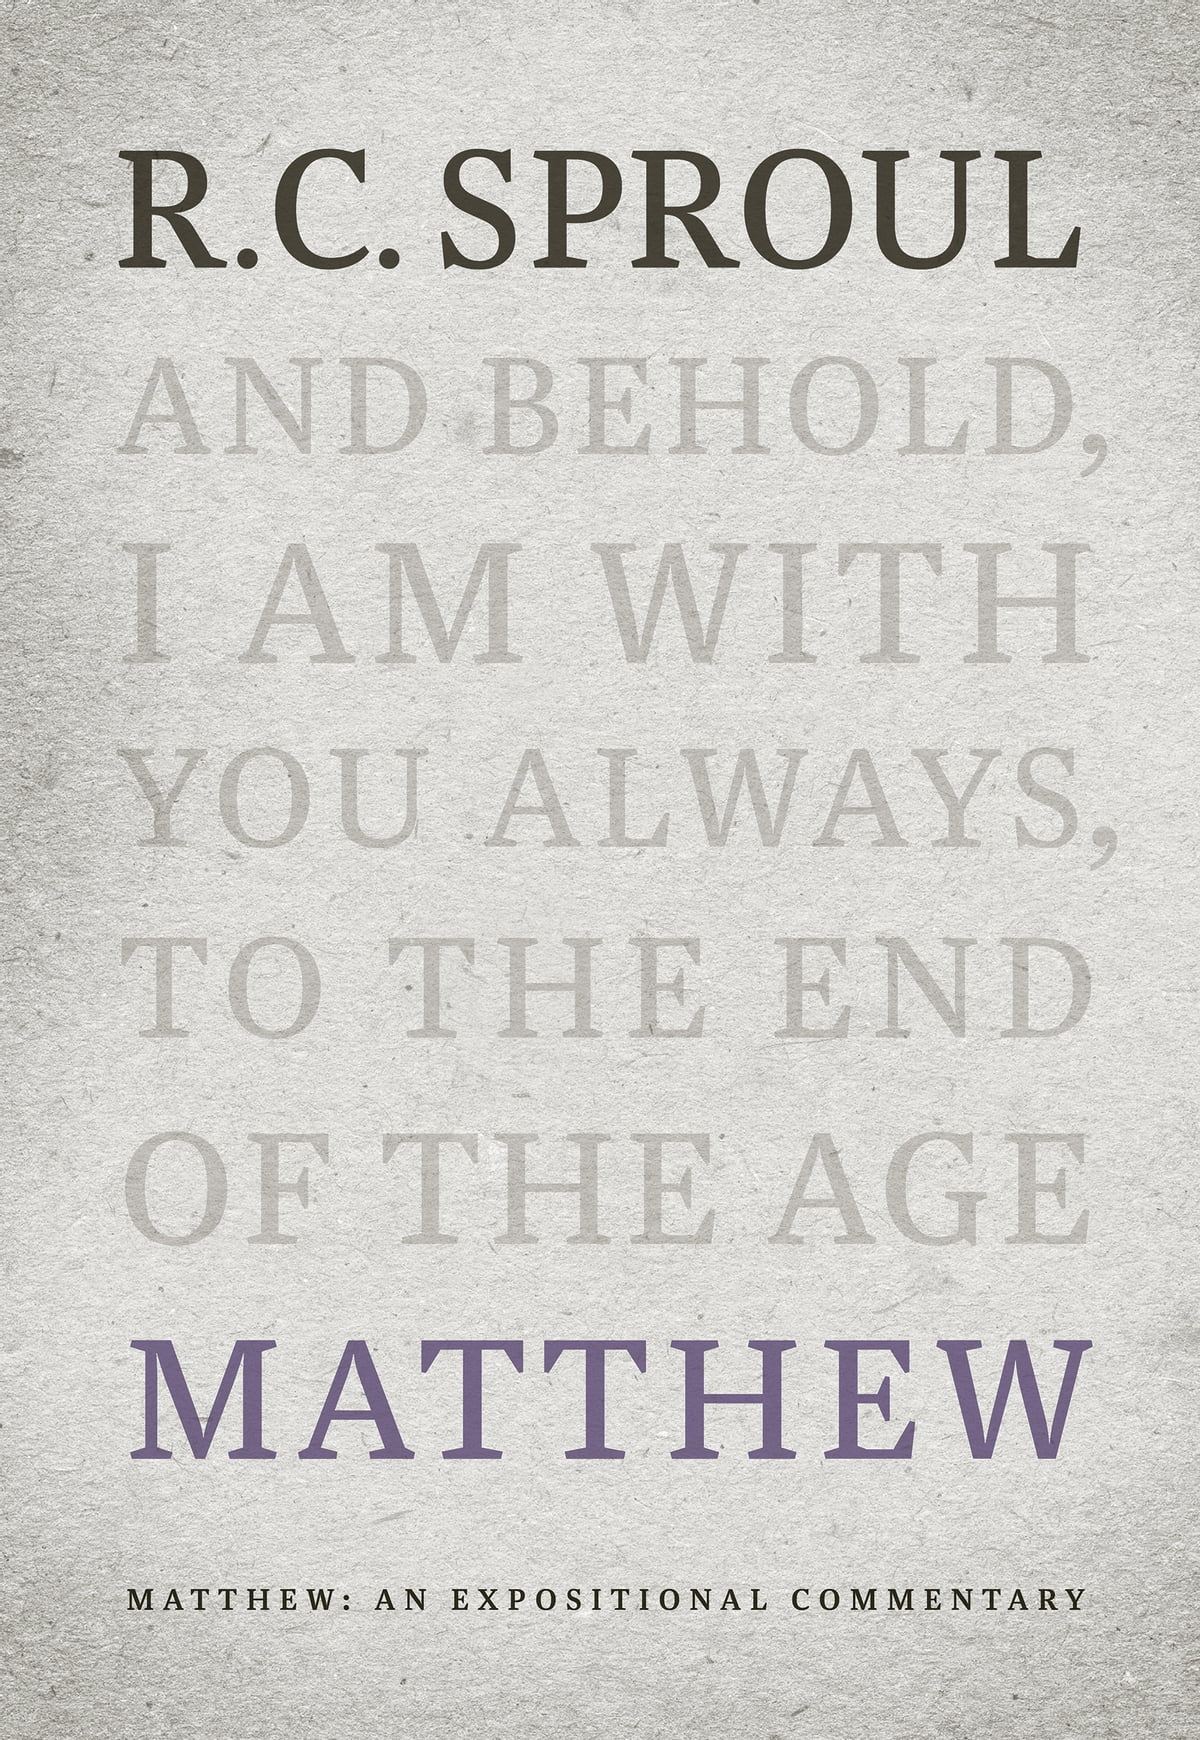 R.C. SPROUL
AND BEHOLD,
I AM WITH
YOU ALWAYS,
TO THE END
OF THE AGE
MATTHEW
MATTHEW: AN EXPOSITIONAL COMMENTARY